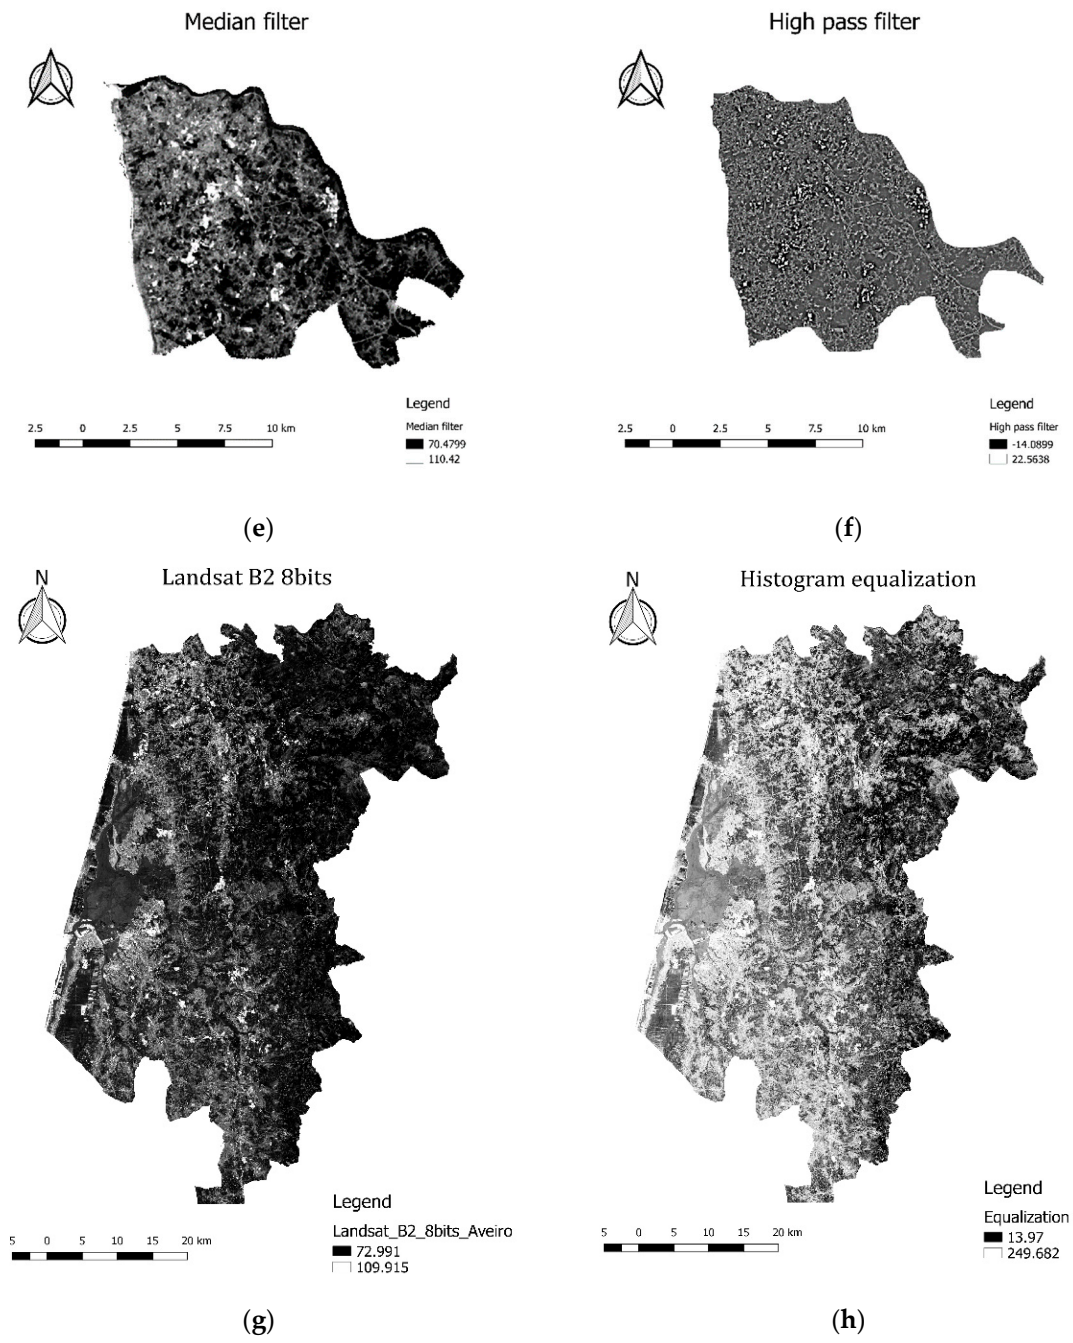 Median filter
High pass filter
Legend
Median filter
70.4799
110.42
2.5 0 2.5 5 7.5 10 km
Legend
High pass filter
-14.0899
22.5638
2.5 0 2.5 5 7.5 10 km
(e)
(f)
N
Landsat B2 8bits
N
Histogram equalization
Legend
Landsat_B2_8bits_Aveiro
72.991
109.915
5 0 5 10 15 20 km
Legend
Equalization
13.97
249.682
5 0 5 10 15 20 km
(g)
(h)